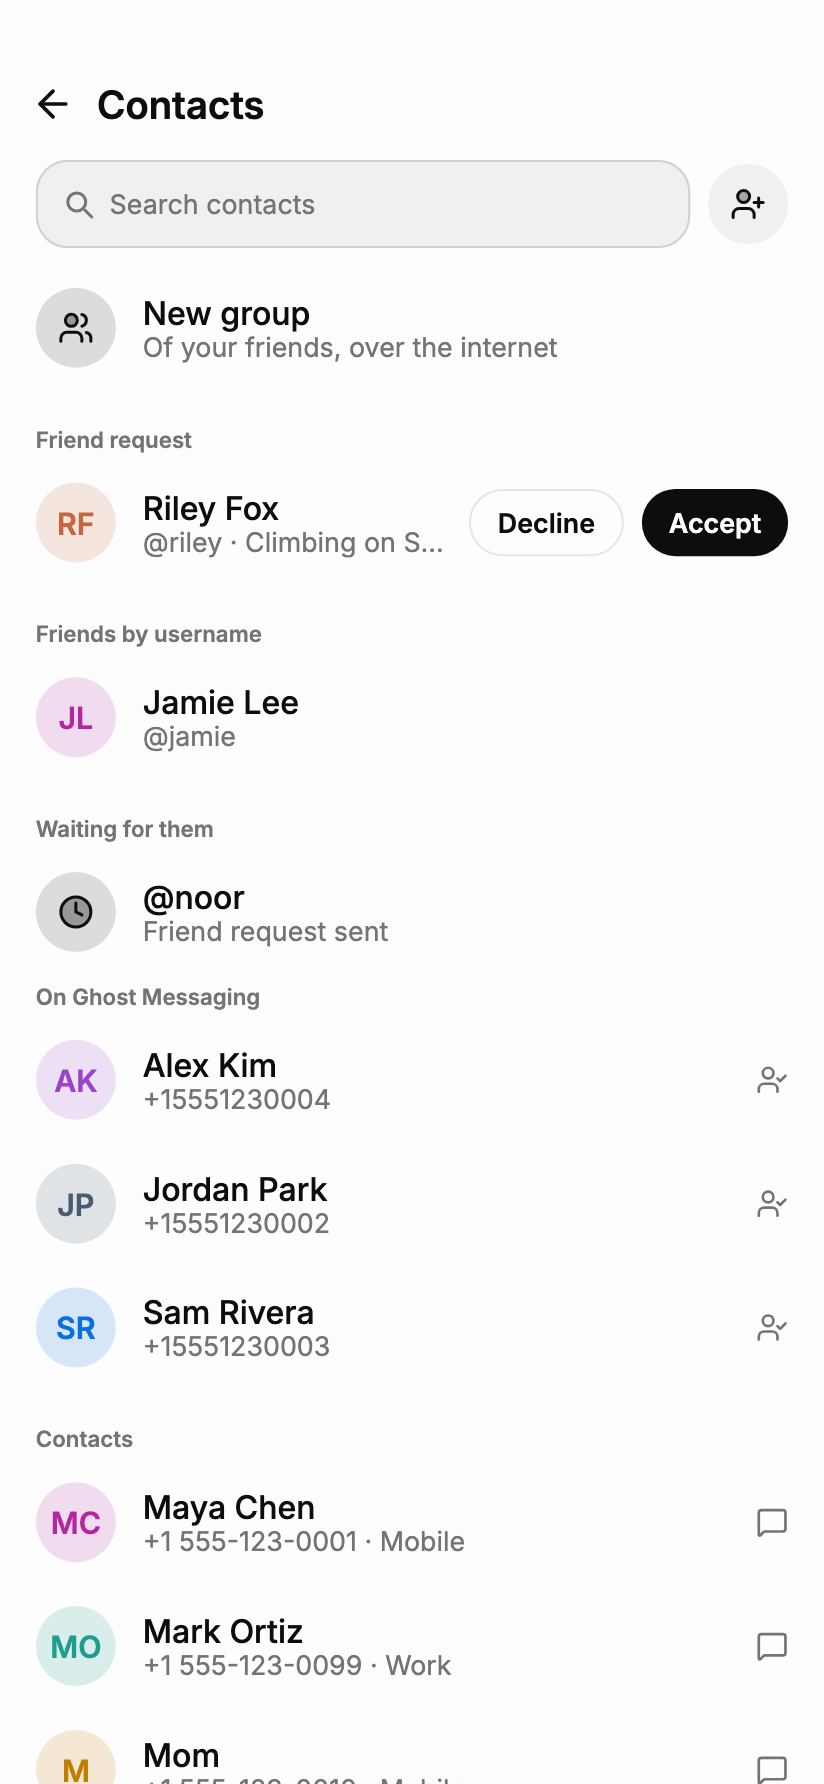 Contacts
Search contacts
New group
Of your friends, over the internet
Friend request
RF
Riley Fox
@riley · Climbing on S...
Decline
Accept
Friends by username
JL
Jamie Lee
@jamie
Waiting for them
@noor
Friend request sent
On Ghost Messaging
AK
Alex Kim
+15551230004
JP
Jordan Park
+15551230002
SR
Sam Rivera
+15551230003
Contacts
MC
Maya Chen
+1 555-123-0001 · Mobile
MO
Mark Ortiz
+1 555-123-0099 · Work
M
Mom